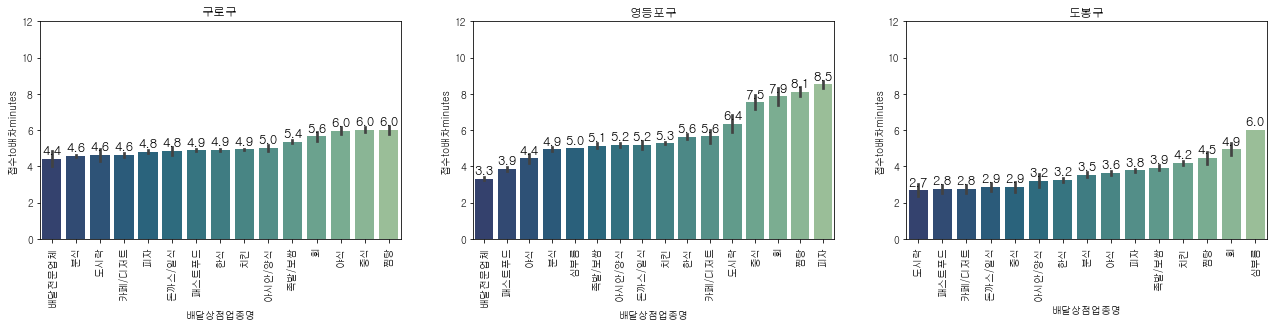 구로구
12
10
8
6
4
2
0
접수to배차minutes
4.4 4.6 4.6 4.6 4.8 4.8 4.9 4.9 4.9 5.0 5.4 5.6 6.0 6.0 6.0
배달전문업체 분식 도시락 카페/디저트 피자 돈까스/일식 패스트푸드 한식 치킨 아시안/양식 족발/보쌈 회 야식 중식 찜탕
배달상점업종명
영등포구
12
10
8
6
4
2
0
접수to배차minutes
3.3 3.9 4.4 4.9 5.0 5.1 5.2 5.2 5.3 5.6 5.6 6.4 7.5 7.9 8.1 8.5
배달전문업체 패스트푸드 야식 분식 심부름 족발/보쌈 아시안/양식 돈까스/일식 치킨 한식 카페/디저트 도시락 중식 회 찜탕 피자
배달상점업종명
도봉구
12
10
8
6
4
2
0
접수to배차minutes
2.7 2.8 2.8 2.9 2.9 3.2 3.2 3.5 3.6 3.8 3.9 4.2 4.5 4.9 6.0
도시락 패스트푸드 카페/디저트 돈까스/일식 중식 아시안/양식 한식 분식 야식 피자 족발/보쌈 치킨 찜탕 회 심부름
배달상점업종명